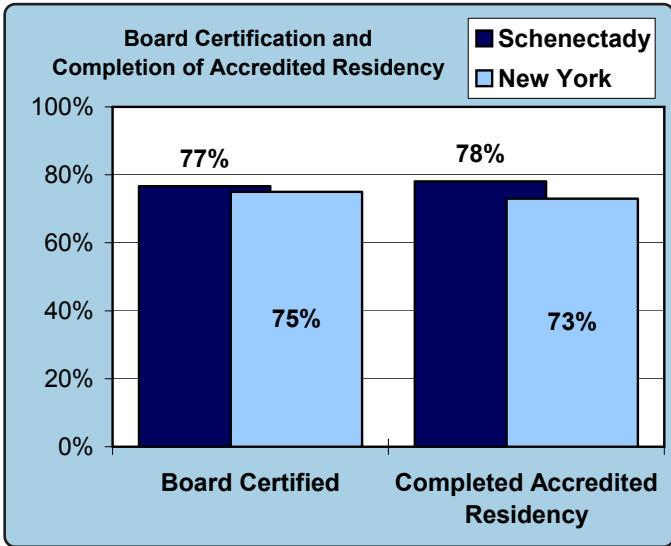 Board Certification and
Completion of Accredited Residency
Schenectady
New York
100%
80%
60%
40%
20%
0%
77%
75%
78%
73%
Board Certified
Completed Accredited
Residency